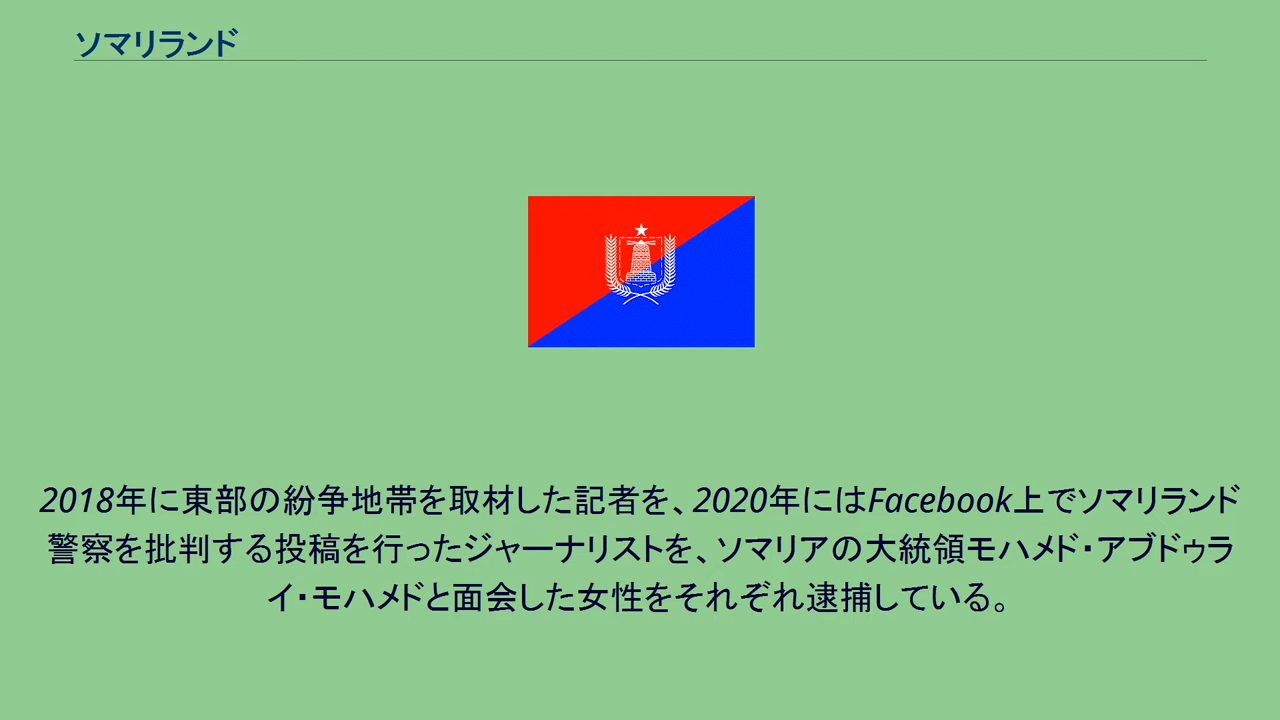 ソマリランド
2018年に東部の紛争地帯を取材した記者を、2020年にはFacebook上でソマリランド
警察を批判する投稿を行ったジャーナリストを、ソマリアの大統領モハメド・アブドゥラ
イ・モハメドと面会した女性をそれぞれ逮捕している。